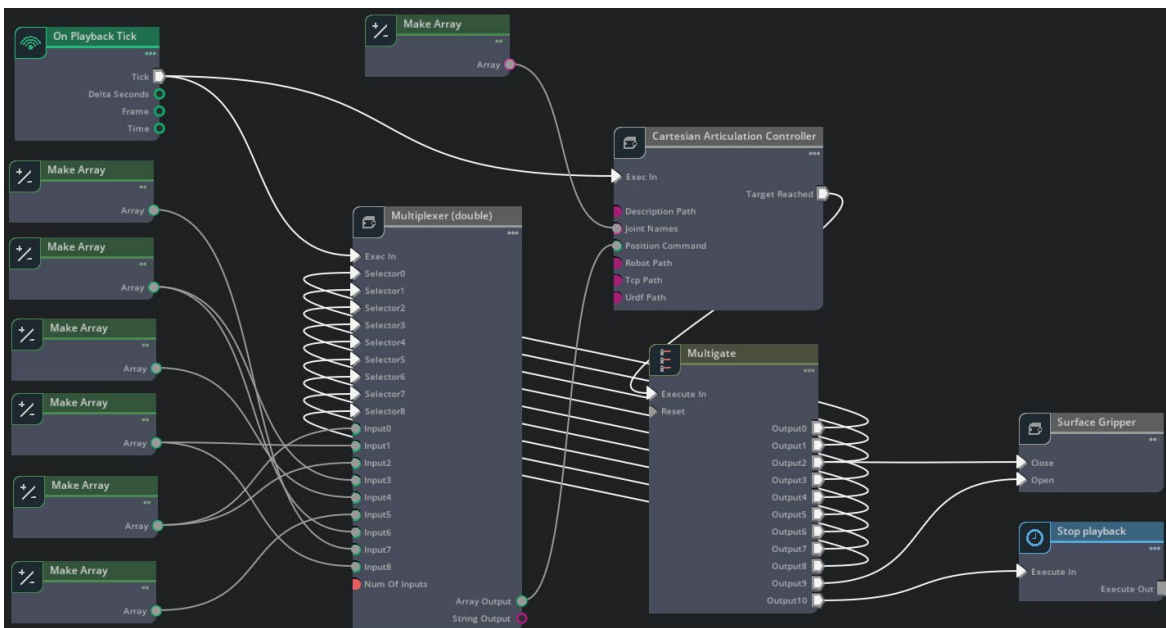 On Playback Tick
Tick
Delta Seconds
Frame
Time
Make Array
Array
Make Array
Array
Make Array
Array
Make Array
Array
Make Array
Array
Make Array
Array
Make Array
Array
Multiplexer (double)
Exec In
Selector0
Selector1
Selector2
Selector3
Selector4
Selector5
Selector6
Selector7
Selector8
Input0
Input1
Input2
Input3
Input4
Input5
Input6
Input7
Input8
Num Of Inputs
Array Output
String Output
Cartesian Articulation Controller
Exec In
Target Reached
Description Path
Joint Names
Position Command
Robot Path
Tcp Path
Urdf Path
Multigate
Execute In
Reset
Output0
Output1
Output2
Output3
Output4
Output5
Output6
Output7
Output8
Output9
Output10
Surface Gripper
Close
Open
Stop playback
Execute In
Execute Out